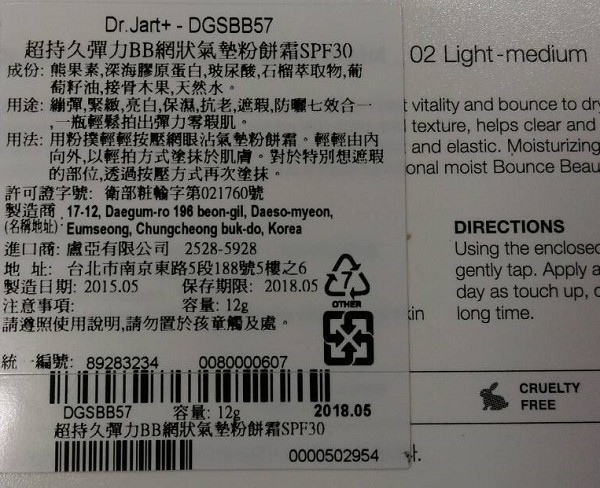 Dr.Jart+ - DGSBB57
超持久彈力BB網狀氣墊粉餅霜SPF30
成份: 熊果素,深海膠原蛋白,玻尿酸,石榴萃取物,葡
萄籽油,接骨木果,天然水。
用途: 繃彈,緊緻,亮白,保濕,抗老,遮瑕,防曬七效合一
,一瓶輕鬆拍出彈力零瑕肌。
用法: 用粉撲輕輕按壓網眼沾氣墊粉餅霜。輕輕由內
向外,以輕拍方式塗抹於肌膚。對於特別想遮瑕
的部位,透過按壓方式再次塗抹。
許可證字號: 衛部粧輸字第021760號
製造商 17-12, Daegum-ro 196 beon-gil, Daeso-myeon,
(名稱地址): Eumseong, Chungcheong buk-do, Korea
進口商: 盧亞有限公司 2528-5928
地 址: 台北市南京東路5段188號5樓之6
製造日期: 2015.05 保存期限: 2018.05
注意事項: 容量: 12g
請遵照使用說明,請勿置於孩童觸及處。
7
OTHER
統一編號: 89283234 0080000607
DGSBB57 容量: 12g 2018.05
超持久彈力BB網狀氣墊粉餅霜SPF30
0000502954
02 Light-medium
vitality and bounce to dry
texture, helps clear and
and elastic. Moisturizing
moist Bounce Beau
DIRECTIONS
Using the enclosed
gently tap. Apply a
day as touch up, 
long time.
CRUELTY
FREE